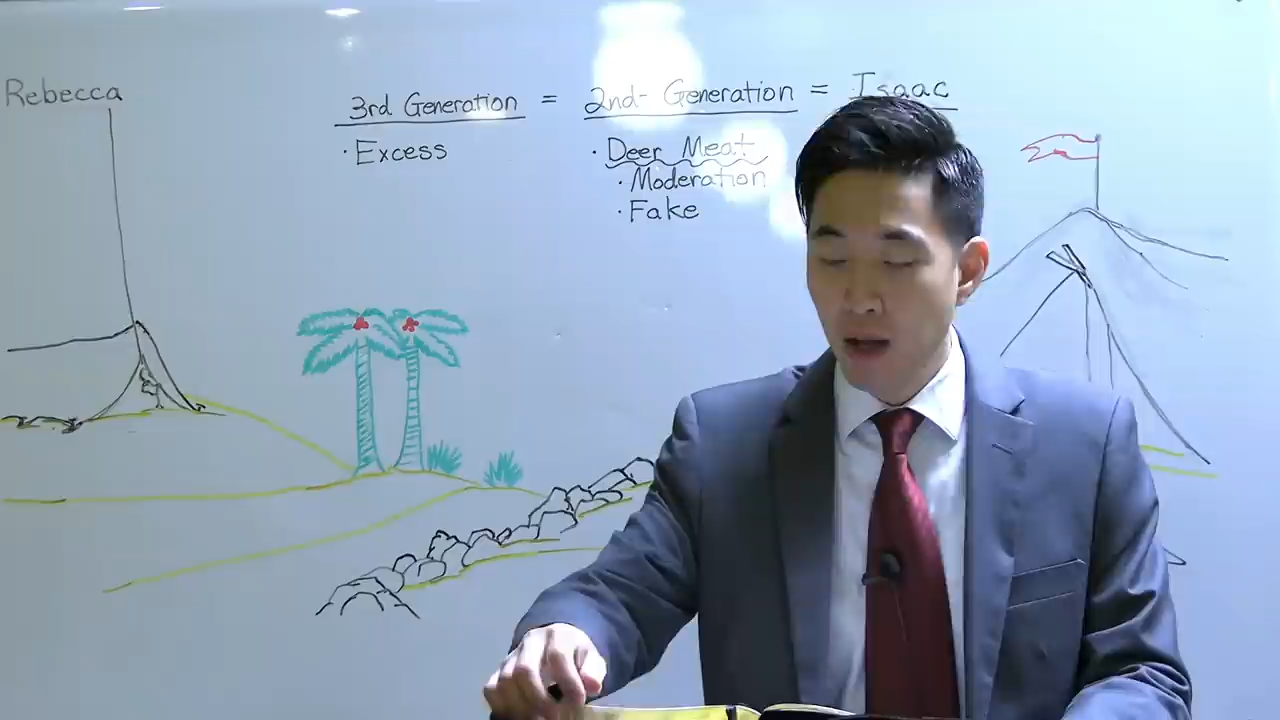 Rebecca
3rd Generation = 2nd- Generation = Isaac
· Excess
· Deer Meat
· Moderation
· Fake